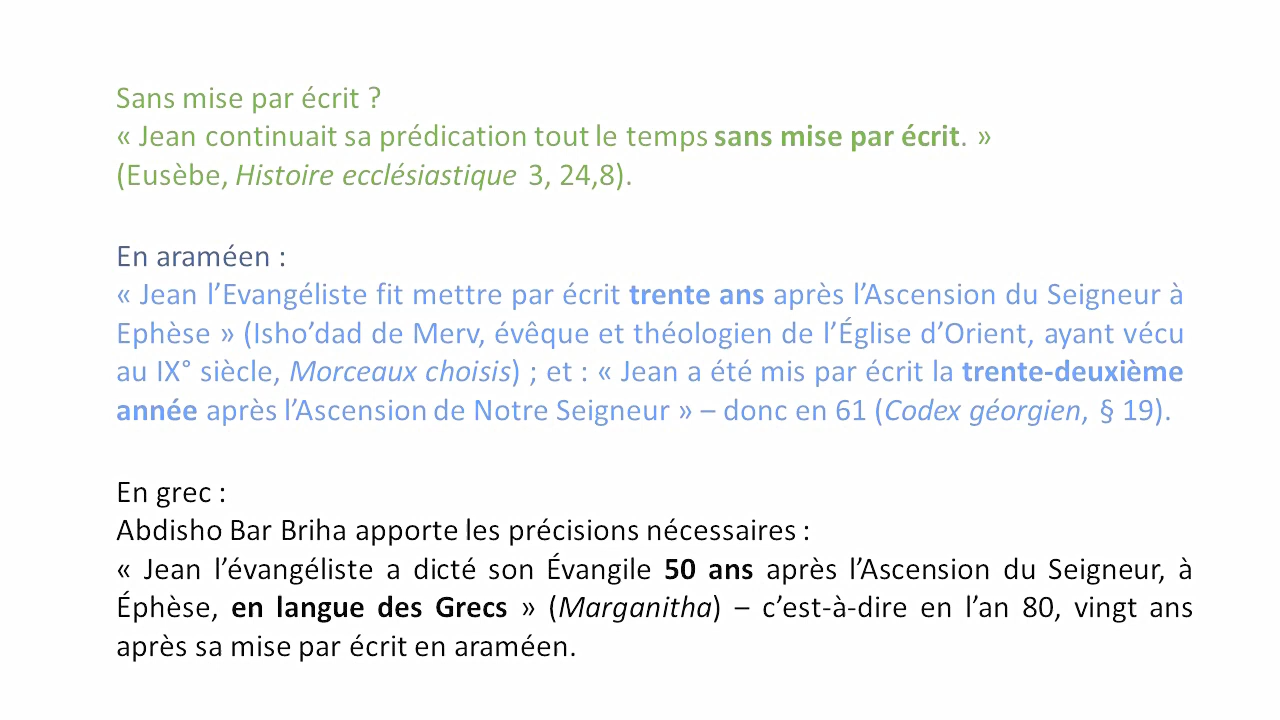 Sans mise par écrit ?
« Jean continuait sa prédication tout le temps sans mise par écrit. »
(Eusèbe, Histoire ecclésiastique 3, 24,8).
En araméen :
« Jean l’Evangéliste fit mettre par écrit trente ans après l’Ascension du Seigneur à
Ephèse » (Isho’dad de Merv, évêque et théologien de l’Église d’Orient, ayant vécu
au IX° siècle, Morceaux choisis) ; et : « Jean a été mis par écrit la trente-deuxième
année après l’Ascension de Notre Seigneur » – donc en 61 (Codex géorgien, § 19).
En grec :
Abdisho Bar Briha apporte les précisions nécessaires :
« Jean l’évangéliste a dicté son Évangile 50 ans après l’Ascension du Seigneur, à
Éphèse, en langue des Grecs » (Marganitha) – c’est-à-dire en l’an 80, vingt ans
après sa mise par écrit en araméen.